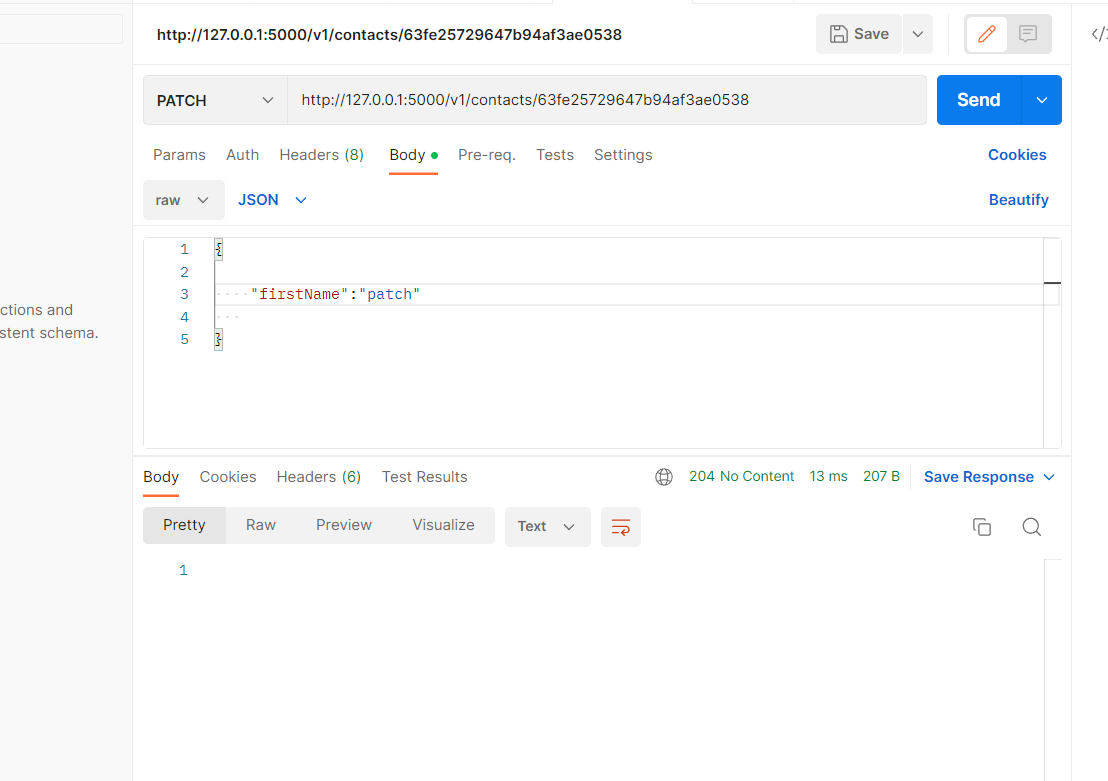 http://127.0.0.1:5000/v1/contacts/63fe25729647b94af3ae0538
Save
</>
PATCH
http://127.0.0.1:5000/v1/contacts/63fe25729647b94af3ae0538
Send
Params Auth Headers (8) Body Pre-req. Tests Settings Cookies
raw JSON Beautify
1 {
2
3 "firstName":"patch"
4
5 }
ctions and
stent schema.
Body Cookies Headers (6) Test Results 204 No Content 13 ms 207 B Save Response
Pretty Raw Preview Visualize Text
1